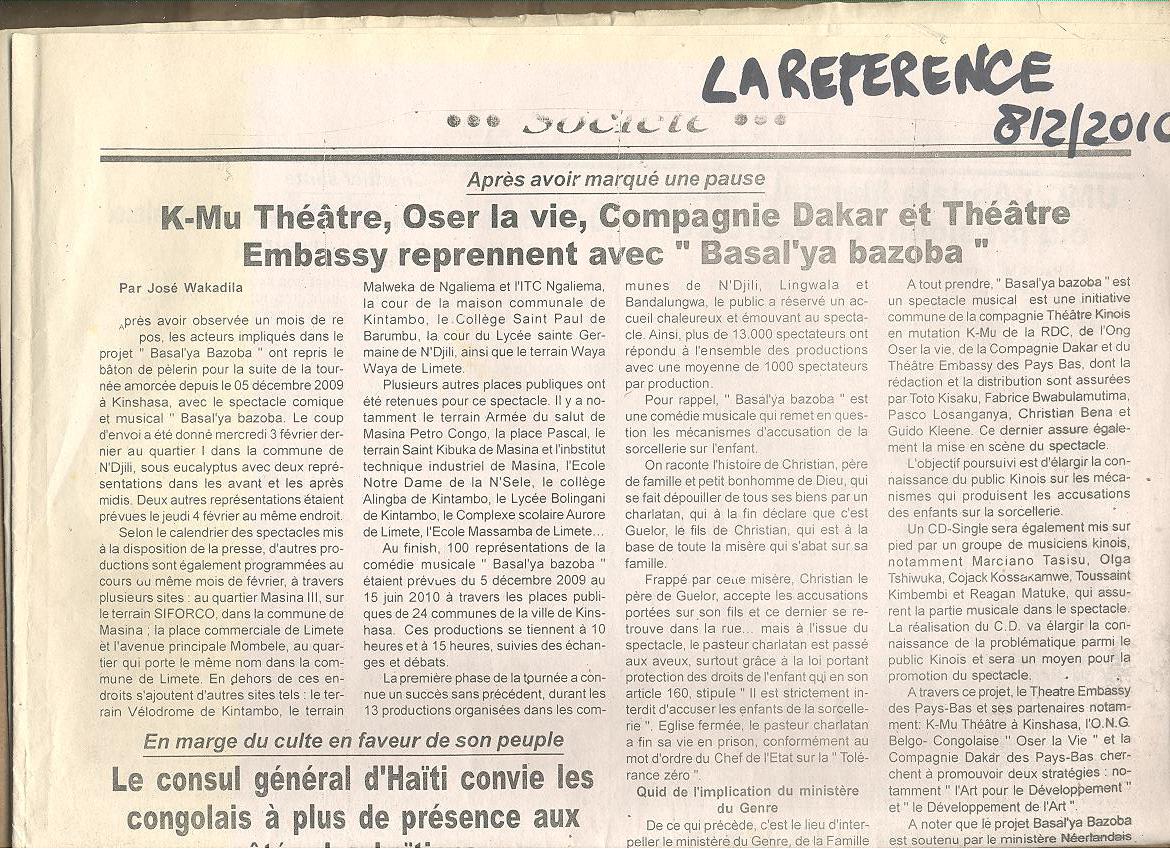 LA REFERENCE
8/2/2010
Société
Après avoir marqué une pause
K-Mu Théâtre, Oser la vie, Compagnie Dakar et Théâtre
Embassy reprennent avec " Basal'ya bazoba "
Par José Wakadila
Après avoir observée un mois de re
pos, les acteurs impliqués dans le
projet " Basal'ya Bazoba " ont repris le
bâton de pèlerin pour la suite de la tour-
née amorcée depuis le 05 décembre 2009
à Kinshasa, avec le spectacle comique
et musical " Basal'ya bazoba. Le coup
d'envoi a été donné mercredi 3 février der-
nier au quartier I dans la commune de
N'Djili, sous eucalyptus avec deux repré-
sentations dans les avant et les après
midis. Deux autres représentations étaient
prévues le jeudi 4 février au même endroit.
Selon le calendrier des spectacles mis
à la disposition de la presse, d'autres pro-
ductions sont également programmées au
cours du même mois de février, à travers
plusieurs sites : au quartier Masina III, sur
le terrain SIFORCO, dans la commune de
Masina ; la place commerciale de Limete
et l'avenue principale Mombele, au quar-
tier qui porte le même nom dans la com-
mune de Limete. En dehors de ces en-
droits s'ajoutent d'autres sites tels : le ter-
rain Vélodrome de Kintambo, le terrain
Malweka de Ngaliema et l'ITC Ngaliema,
la cour de la maison communale de
Kintambo, le Collège Saint Paul de
Barumbu, la cour du Lycée sainte Ger-
maine de N'Djili, ainsi que le terrain Waya
Waya de Limete.
Plusieurs autres places publiques ont
été retenues pour ce spectacle. Il y a no-
tamment le terrain Armée du salut de
Masina Petro Congo, la place Pascal, le
terrain Saint Kibuka de Masina et l'inbstitut
technique industriel de Masina, l'Ecole
Notre Dame de la N'Sele, le collège
Alingba de Kintambo, le Lycée Bolingani
de Kintambo, le Complexe scolaire Aurore
de Limete, l'Ecole Massamba de Limete...
Au finish, 100 représentations de la
comédie musicale " Basal'ya bazoba "
étaient prévues du 5 décembre 2009 au
15 juin 2010 à travers les places publi-
ques de 24 communes de la ville de Kins-
hasa. Ces productions se tiennent à 10
heures et à 15 heures, suivies des échan-
ges et débats.
La première phase de la tournée a con-
nue un succès sans précédent, durant les
13 productions organisées dans les com-
munes de N'Djili, Lingwala et
Bandalungwa, le public a réservé un ac-
cueil chaleureux et émouvant au specta-
cle. Ainsi, plus de 13.000 spectateurs ont
répondu à l'ensemble des productions
avec une moyenne de 1000 spectateurs
par production.
Pour rappel, " Basal'ya bazoba " est
une comédie musicale qui remet en ques-
tion les mécanismes d'accusation de la
sorcellerie sur l'enfant.
On raconte l'histoire de Christian, père
de famille et petit bonhomme de Dieu, qui
se fait dépouiller de tous ses biens par un
charlatan, qui à la fin déclare que c'est
Guelor, le fils de Christian, qui est à la
base de toute la misère qui s'abat sur sa
famille.
Frappé par cette misère, Christian le
père de Guelor, accepte les accusations
portées sur son fils et ce dernier se re-
trouve dans la rue... mais à l'issue du
spectacle, le pasteur charlatan est passé
aux aveux, surtout grâce à la loi portant
protection des droits de l'enfant qui en son
article 160, stipule " Il est strictement in-
terdit d'accuser les enfants de la sorcelle-
rie ". Eglise fermée, le pasteur charlatan
a fin sa vie en prison, conformément au
mot d'ordre du Chef de l'Etat sur la " Tolé-
rance zéro ".
Quid de l'implication du ministère
du Genre
De ce qui précède, c'est le lieu d'inter-
peller le ministère du Genre, de la Famille
A tout prendre, " Basal'ya bazoba " est
un spectacle musical est une initiative
commune de la compagnie Théâtre Kinois
en mutation K-Mu de la RDC, de l'Ong
Oser la vie, de la Compagnie Dakar et du
Théâtre Embassy des Pays Bas, dont la
rédaction et la distribution sont assurées
par Toto Kisaku, Fabrice Bwabulamutima,
Pasco Losanganya, Christian Bena et
Guido Kleene. Ce dernier assure égale-
ment la mise en scène du spectacle.
L'objectif poursuivi est d'élargir la con-
naissance du public Kinois sur les méca-
nismes qui produisent les accusations
des enfants sur la sorcellerie.
Un CD-Single sera également mis sur
pied par un groupe de musiciens kinois,
notamment Marciano Tasisu, Olga
Tshiwuka, Cojack Kossakamwe, Toussaint
Kimbembi et Reagan Matuke, qui assu-
rent la partie musicale dans le spectacle.
La réalisation du C.D. va élargir la con-
naissance de la problématique parmi le
public Kinois et sera un moyen pour la
promotion du spectacle.
A travers ce projet, le Theatre Embassy
des Pays-Bas et ses partenaires notam-
ment: K-Mu Théâtre à Kinshasa, l'O.N.G.
Belgo- Congolaise " Oser la Vie " et la
Compagnie Dakar des Pays-Bas cher-
chent à promouvoir deux stratégies : no-
tamment " l'Art pour le Développement "
et " le Développement de l'Art ".
A noter que le projet Basal'ya Bazoba
est soutenu par le ministère Néerlandais
En marge du culte en faveur de son peuple
Le consul général d'Haïti convie les
congolais à plus de présence aux